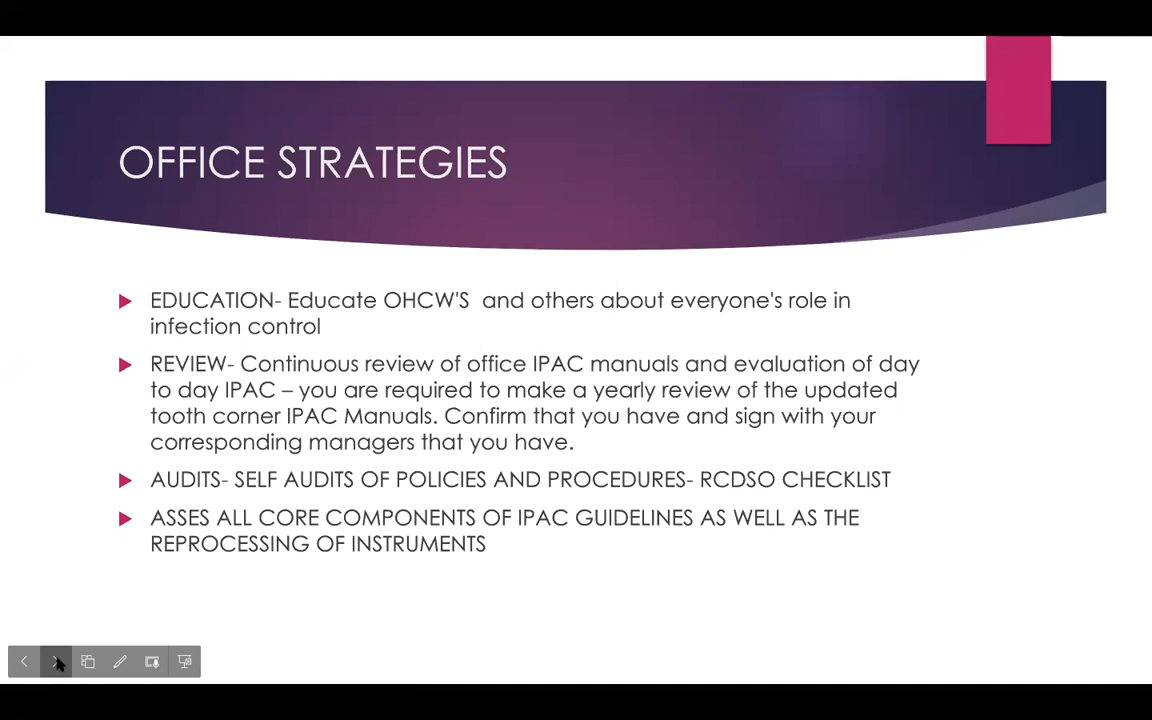 OFFICE STRATEGIES
EDUCATION- Educate OHCW'S and others about everyone's role in
infection control
REVIEW- Continuous review of office IPAC manuals and evaluation of day
to day IPAC – you are required to make a yearly review of the updated
tooth corner IPAC Manuals. Confirm that you have and sign with your
corresponding managers that you have.
AUDITS- SELF AUDITS OF POLICIES AND PROCEDURES- RCDSO CHECKLIST
ASSES ALL CORE COMPONENTS OF IPAC GUIDELINES AS WELL AS THE
REPROCESSING OF INSTRUMENTS